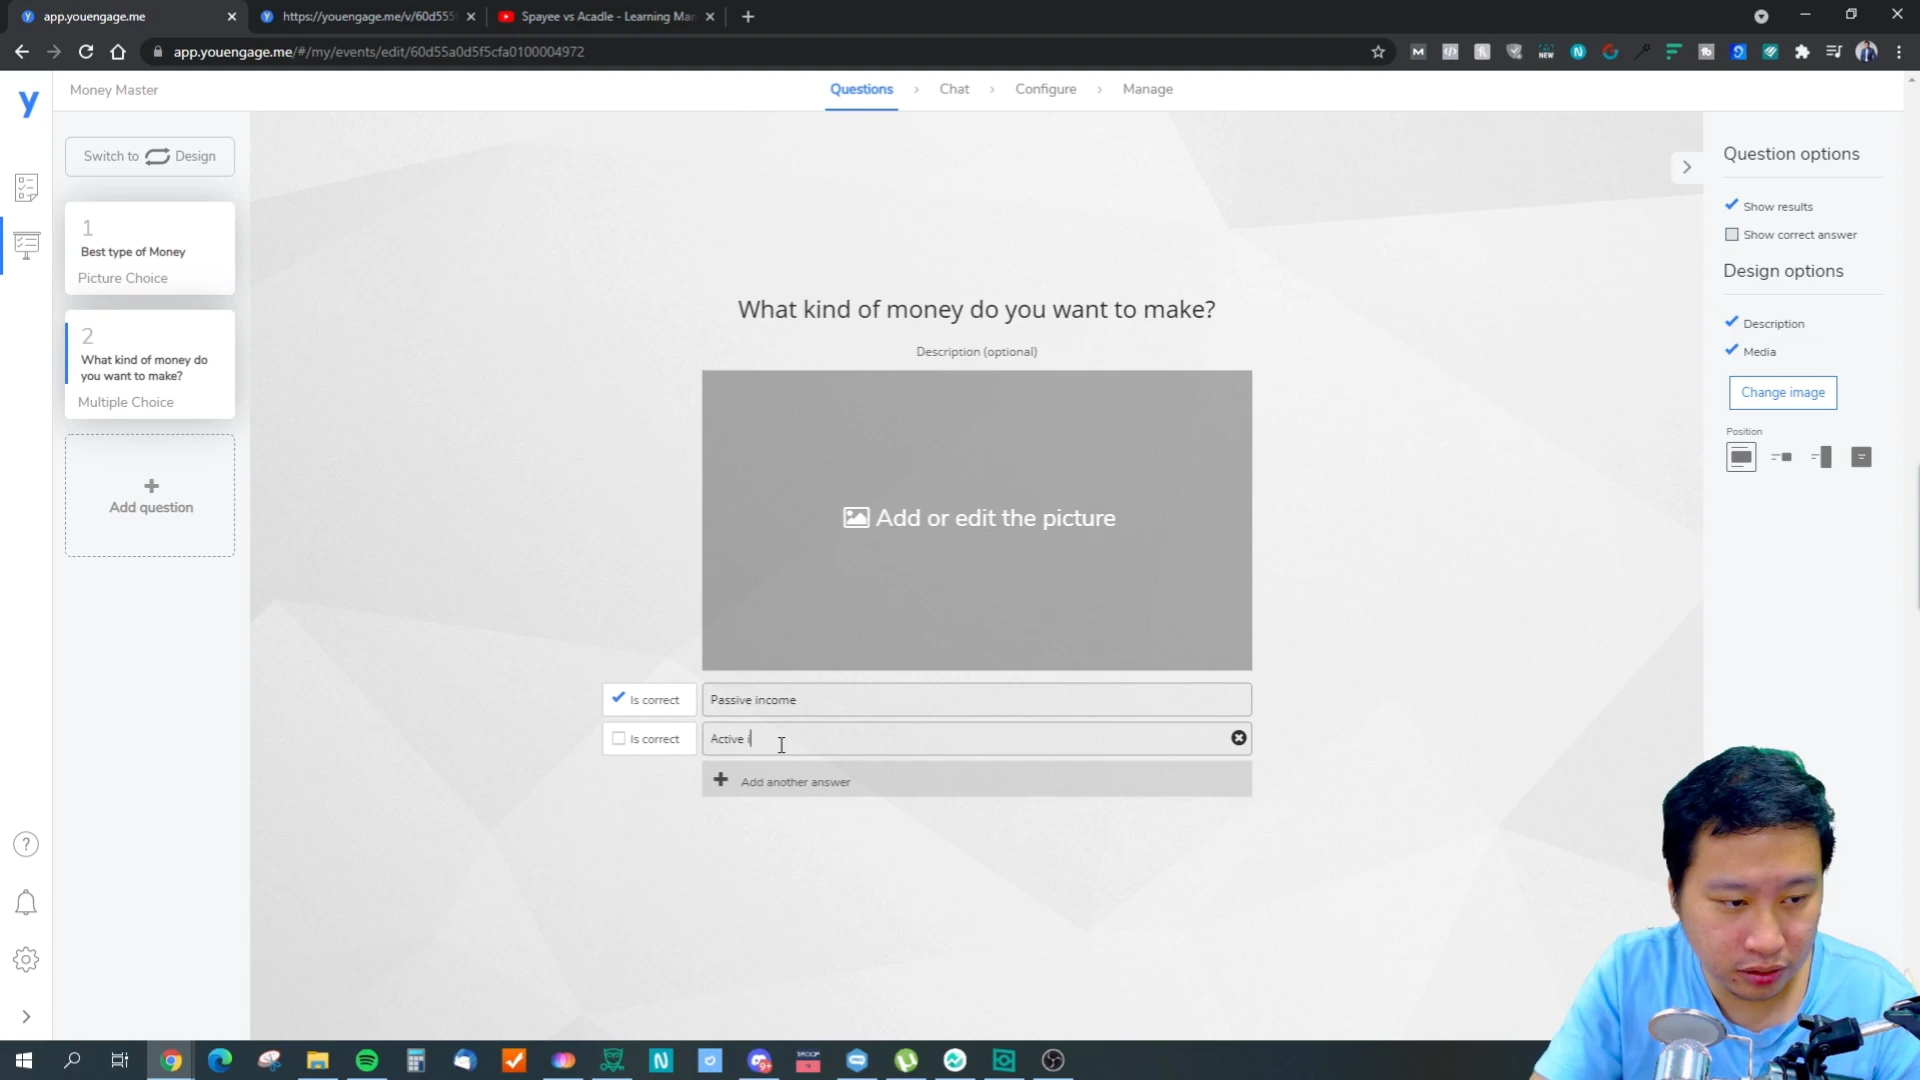 app.youengage.me
https://youengage.me/v/60d555
Spayee vs Acadle - Learning Man
app.youengage.me/#/my/events/edit/60d55a0d5f5cfa0100004972
y
Money Master
Questions
Chat
Configure
Manage
Switch to Design
1
Best type of Money
Picture Choice
2
What kind of money do
you want to make?
Multiple Choice
Add question
What kind of money do you want to make?
Description (optional)
Add or edit the picture
Is correct
Passive income
Is correct
Active i
Add another answer
Question options
Show results
Show correct answer
Design options
Description
Media
Change image
Position